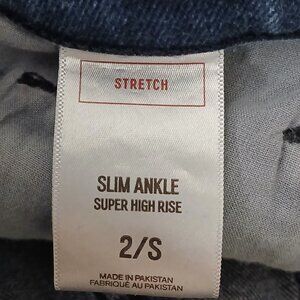 STRETCH
SLIM ANKLE
SUPER HIGH RISE
2/S
MADE IN PAKISTAN
FABRIQUÉ AU PAKISTAN